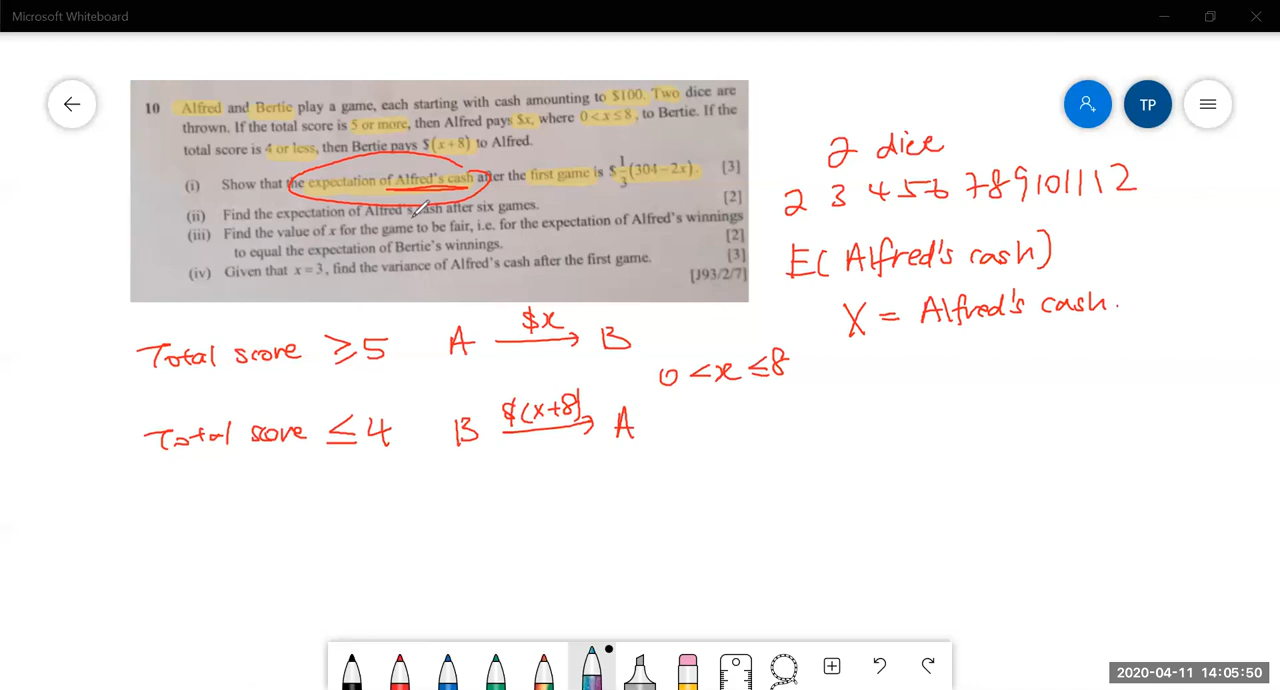 Microsoft Whiteboard
TP
10 Alfred and Bertie play a game, each starting with cash amounting to $100. Two dice are
thrown. If the total score is 5 or more, then Alfred pays $x, where 0 < x ≤ 8, to Bertie. If the
total score is 4 or less, then Bertie pays $(x + 8) to Alfred.
(i) Show that the expectation of Alfred's cash after the first game is $1/3(304 − 2x). [3]
(ii) Find the expectation of Alfred's cash after six games. [2]
(iii) Find the value of x for the game to be fair, i.e. for the expectation of Alfred's winnings
to equal the expectation of Bertie's winnings. [2]
(iv) Given that x = 3, find the variance of Alfred's cash after the first game. [3]
[J93/2/7]
2 dice
2 3 4 5 6 7 8 9 10 11 12
E( Alfred's cash)
X = Alfred's cash.
Total score ≥5 A $x → B
0 < x ≤ 8
Total score ≤ 4 B $(x+8) → A
2020-04-11 14:05:50